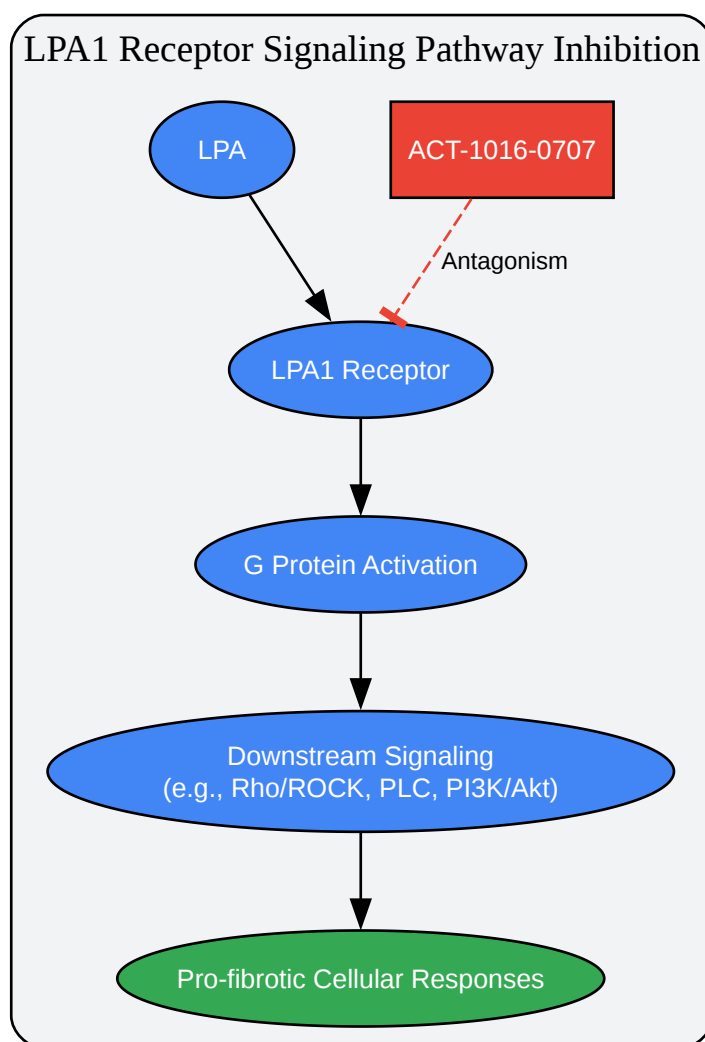 LPA1 Receptor Signaling Pathway Inhibition
LPA
ACT-1016-0707
Antagonism
LPA1 Receptor
G Protein Activation
Downstream Signaling
(e.g., Rho/ROCK, PLC, PI3K/Akt)
Pro-fibrotic Cellular Responses